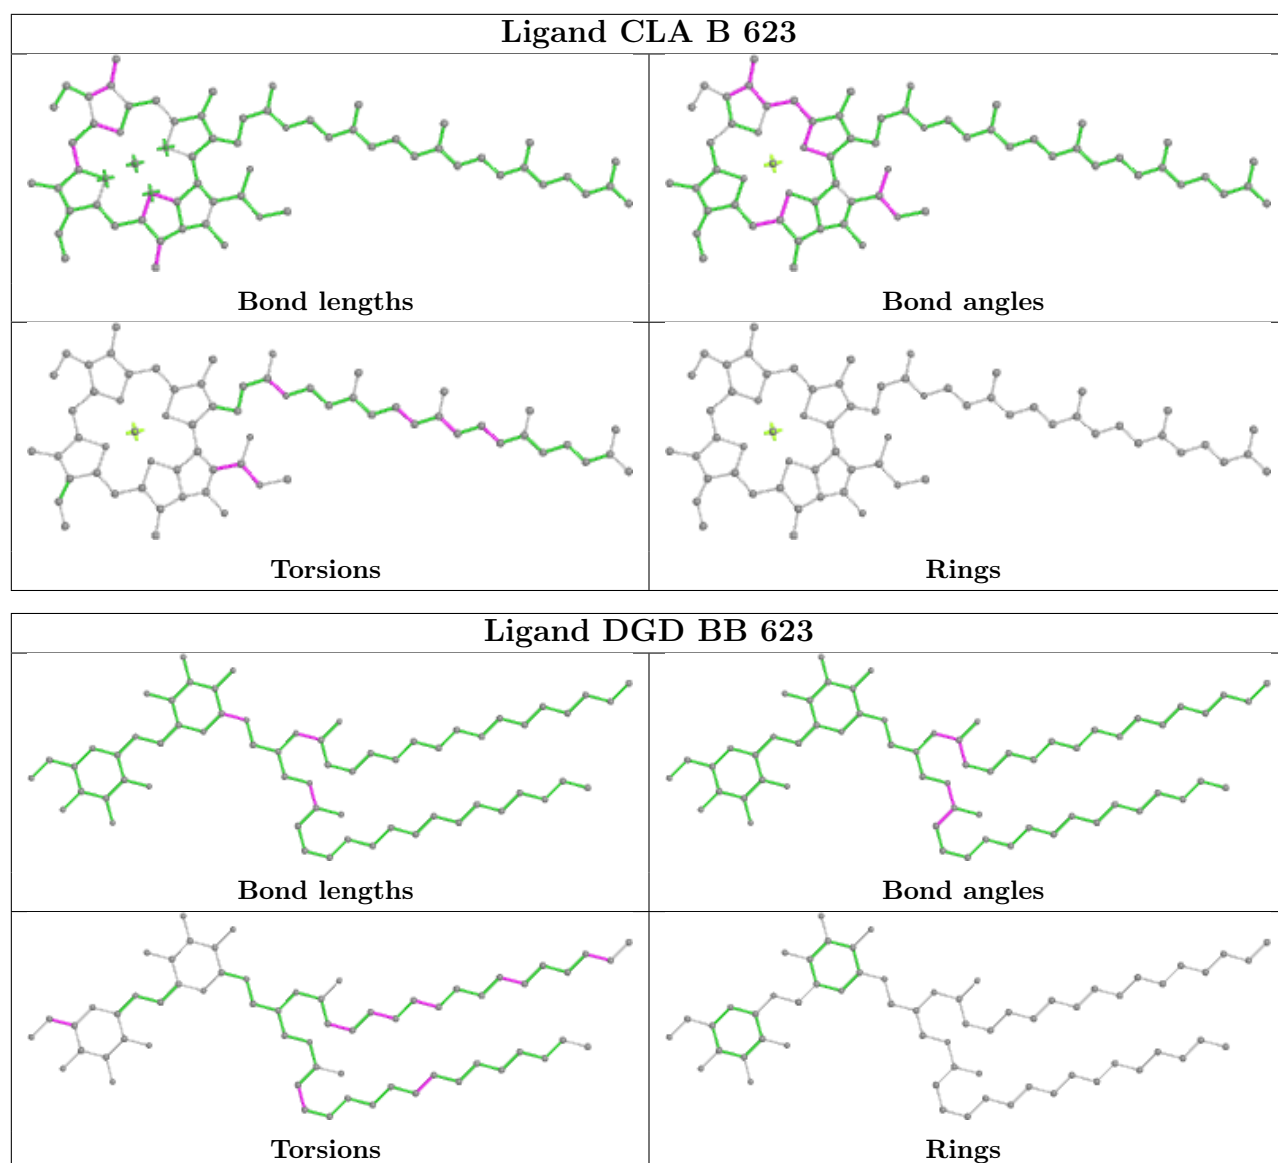 Ligand CLA B 623
Bond lengths
Bond angles
Torsions
Rings
Ligand DGD BB 623
Bond lengths
Bond angles
Torsions
Rings